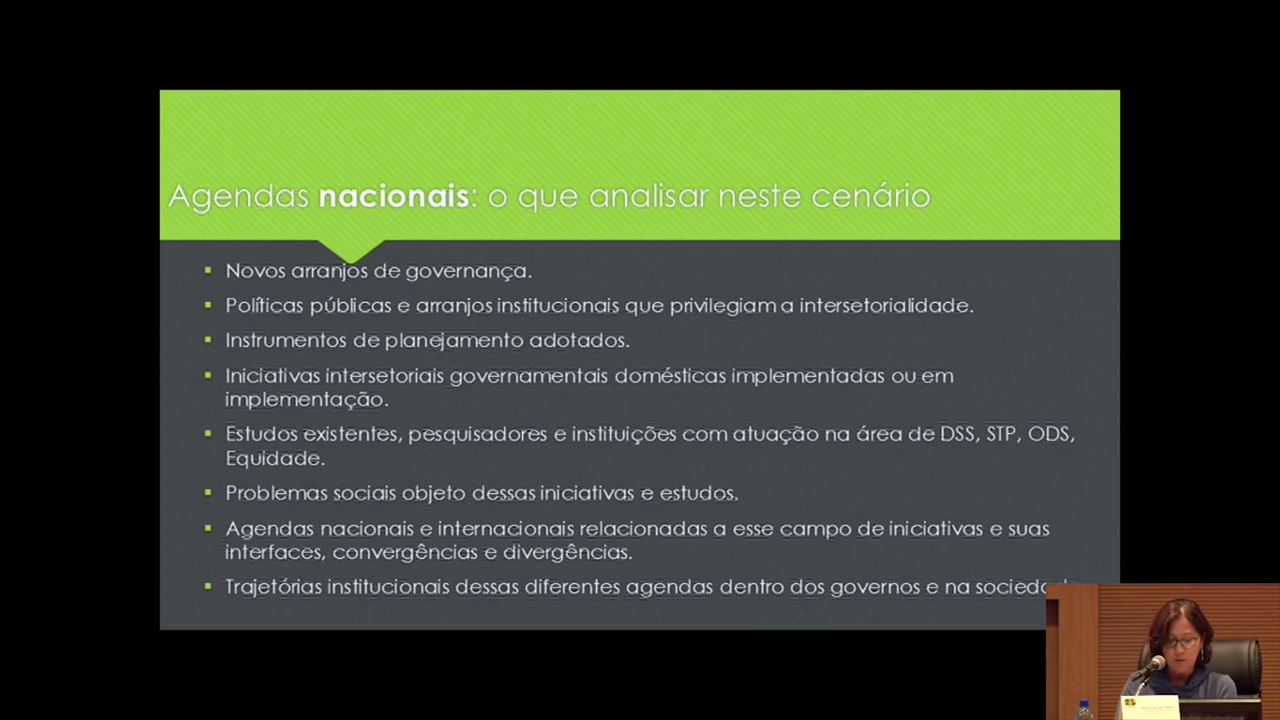 Agendas nacionais: o que analisar neste cenário
▪ Novos arranjos de governança.
▪ Políticas públicas e arranjos institucionais que privilegiam a intersetorialidade.
▪ Instrumentos de planejamento adotados.
▪ Iniciativas intersetoriais governamentais domésticas implementadas ou em
implementação.
▪ Estudos existentes, pesquisadores e instituições com atuação na área de DSS, STP, ODS,
Equidade.
▪ Problemas sociais objeto dessas iniciativas e estudos.
▪ Agendas nacionais e internacionais relacionadas a esse campo de iniciativas e suas
interfaces, convergências e divergências.
▪ Trajetórias institucionais dessas diferentes agendas dentro dos governos e na